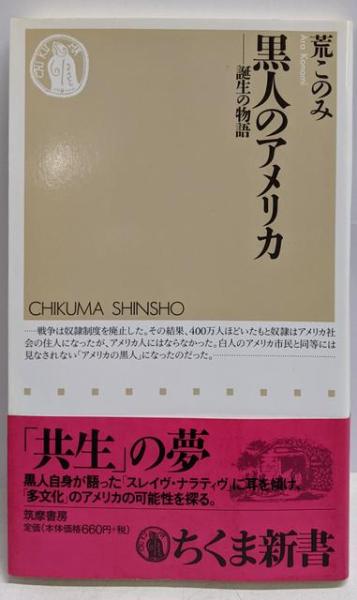 CHIKUMA
荒このみ
Ara Konomi
黒人のアメリカ
──誕生の物語
CHIKUMA SHINSHO
……戦争は奴隷制度を廃止した。その結果、400万人ほどいたもと奴隷はアメリカ社
会の住人になったが、アメリカ人にはならなかった。白人のアメリカ市民と同等には
見なされない「アメリカの黒人」になったのだった。……
「共生」の夢
黒人自身が語った「スレイヴ・ナラティヴ」に耳を傾け、
「多文化」のアメリカの可能性を探る。
筑摩書房
定価(本体価格660円+税)
ちくま新書